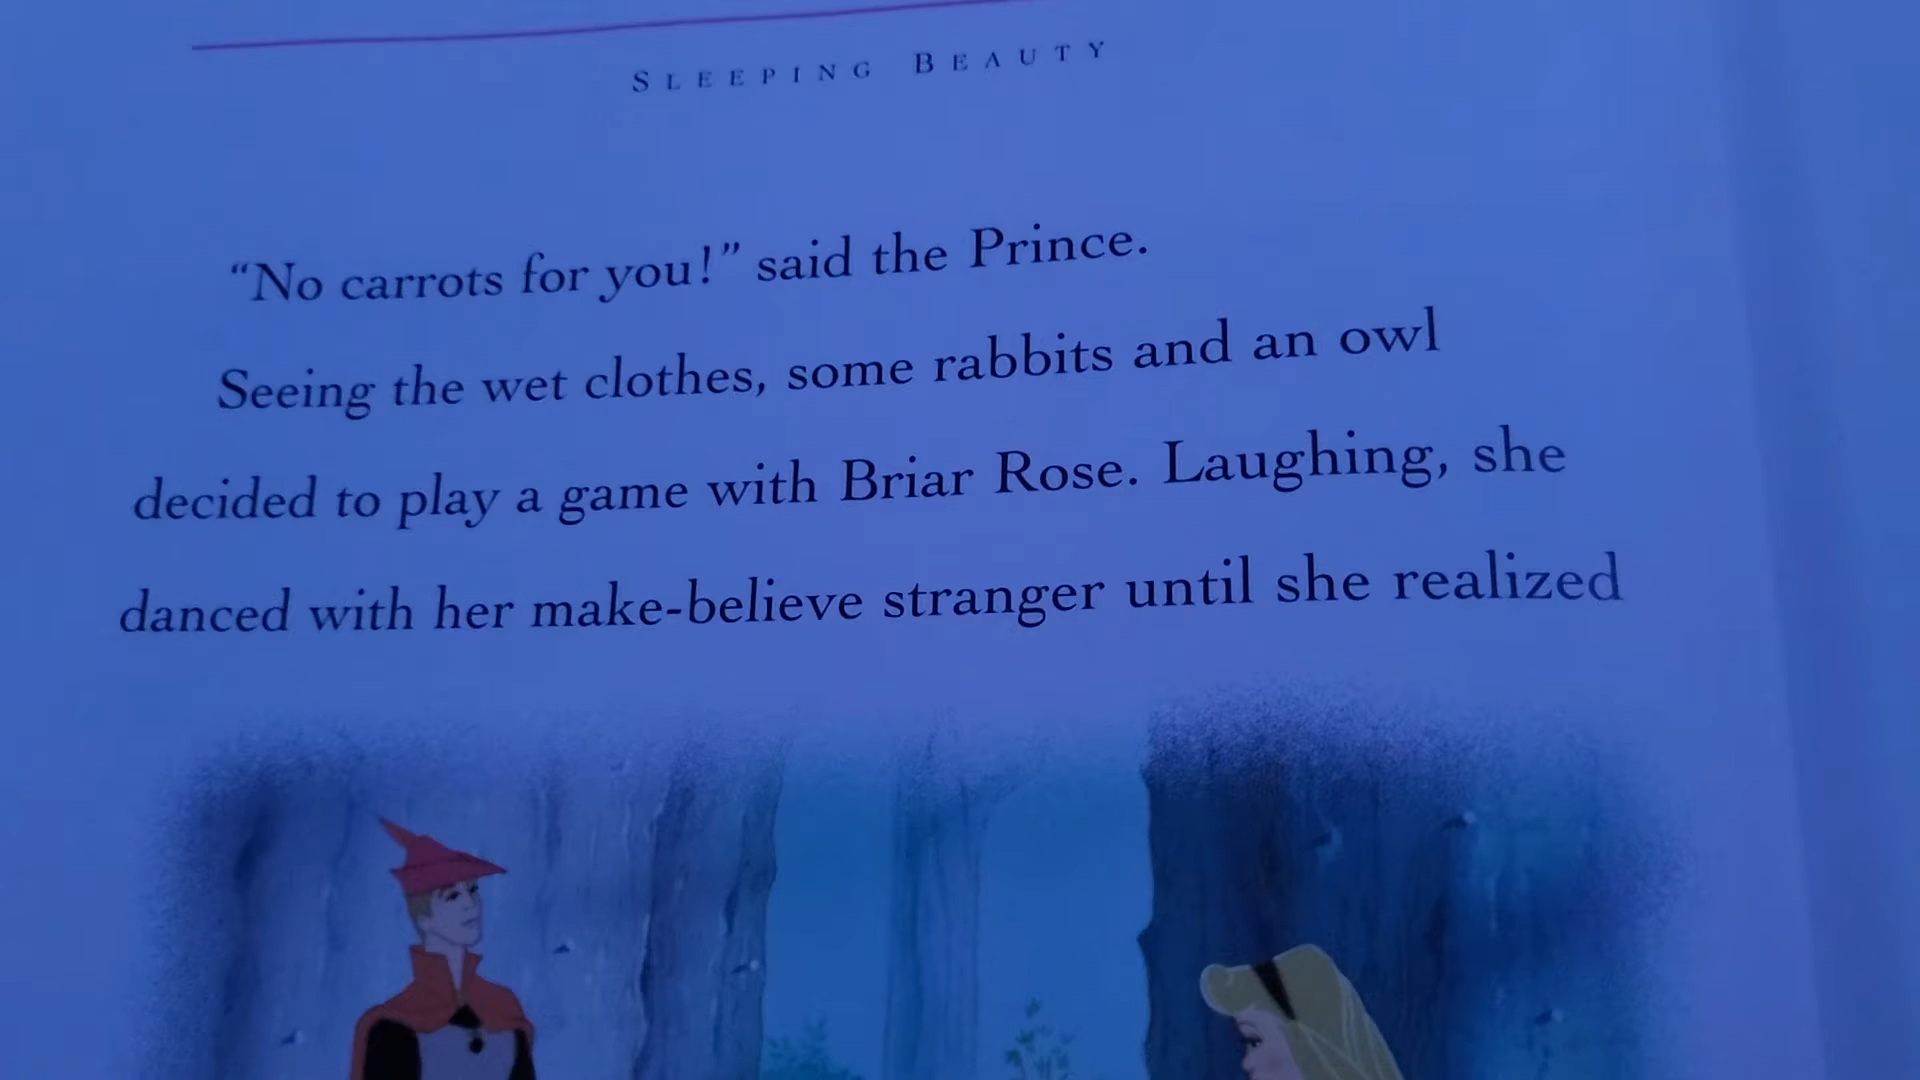 SLEEPING BEAUTY
“No carrots for you!” said the Prince.
Seeing the wet clothes, some rabbits and an owl
decided to play a game with Briar Rose. Laughing, she
danced with her make-believe stranger until she realized